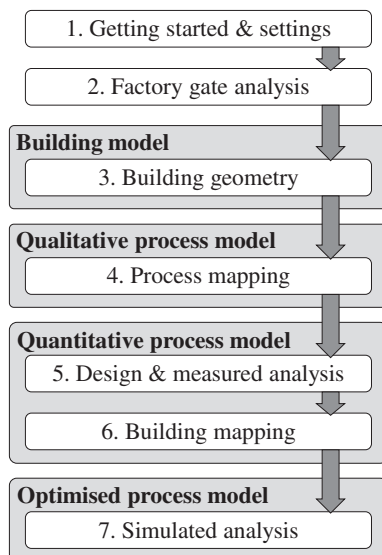 1. Getting started & settings
2. Factory gate analysis
Building model
3. Building geometry
Qualitative process model
4. Process mapping
Quantitative process model
5. Design & measured analysis
6. Building mapping
Optimised process model
7. Simulated analysis